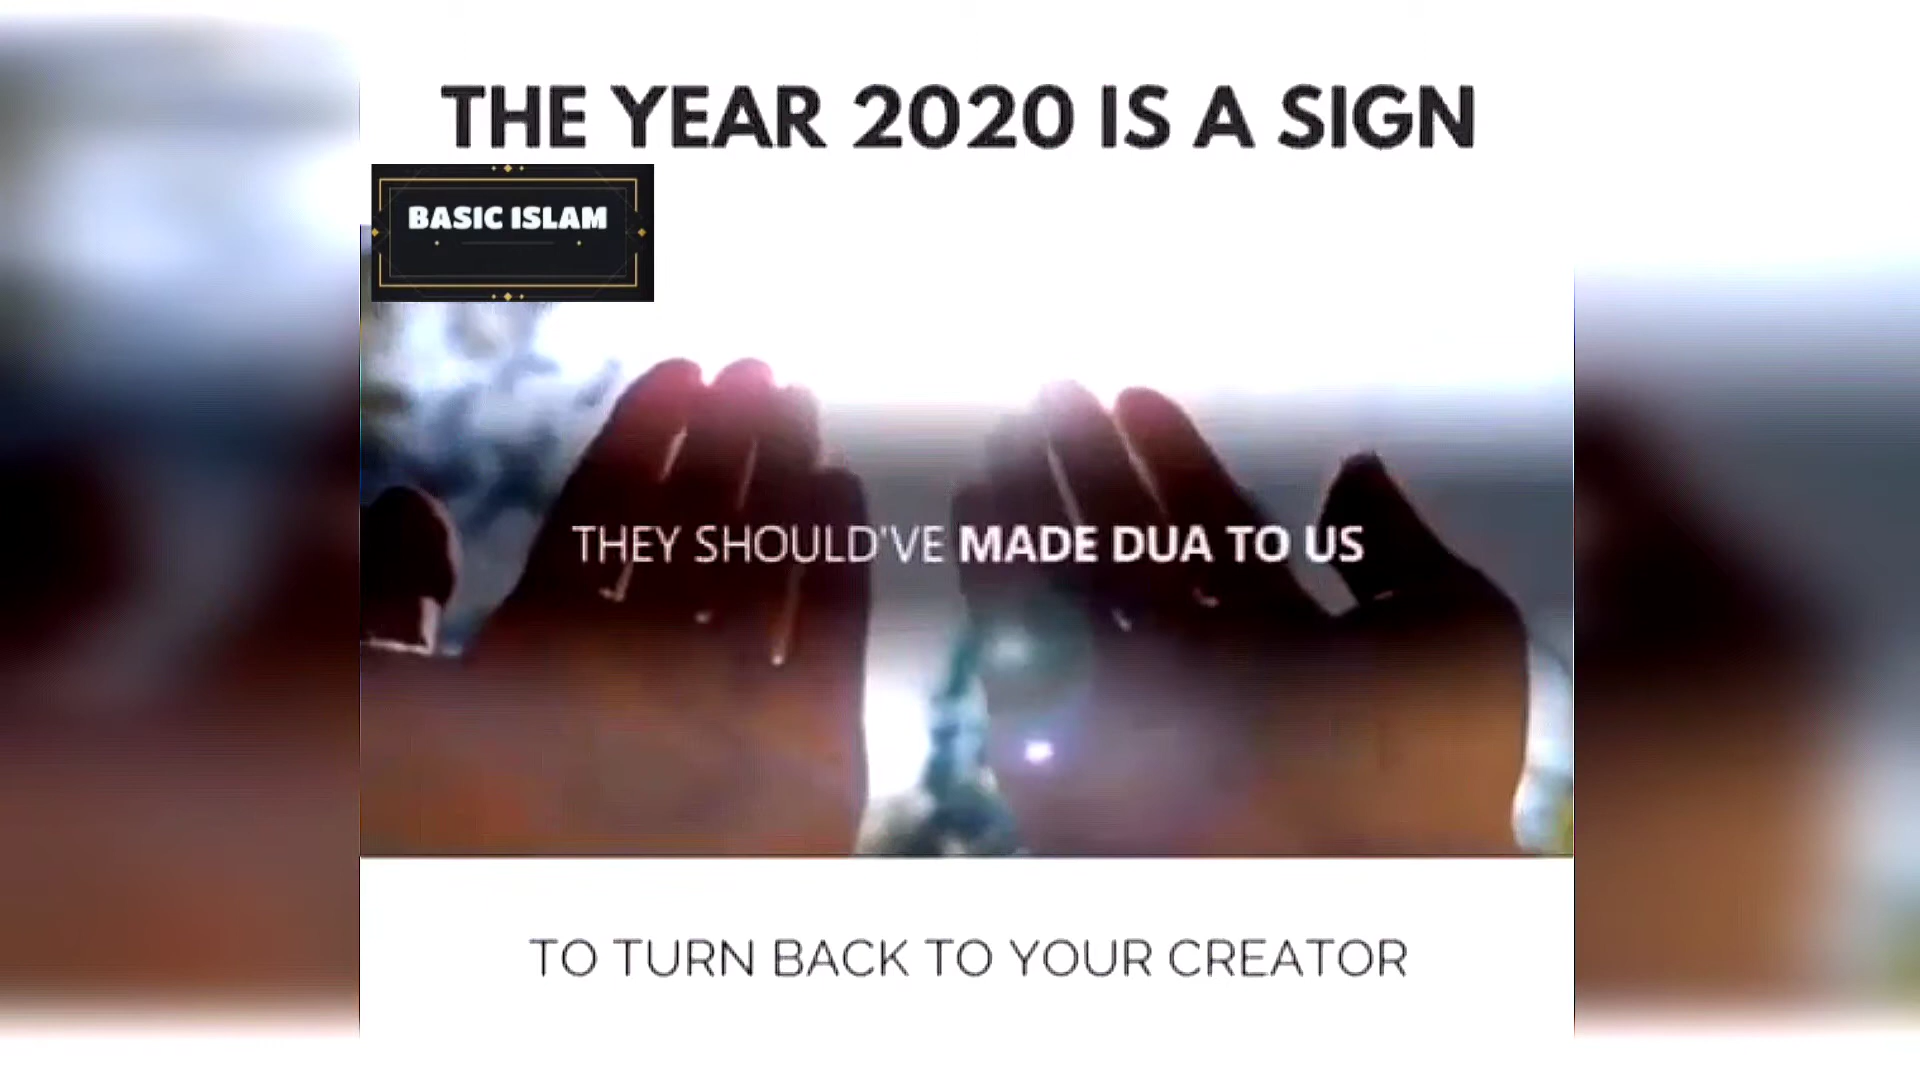 THE YEAR 2020 IS A SIGN
BASIC ISLAM
THEY SHOULD'VE MADE DUA TO US
TO TURN BACK TO YOUR CREATOR